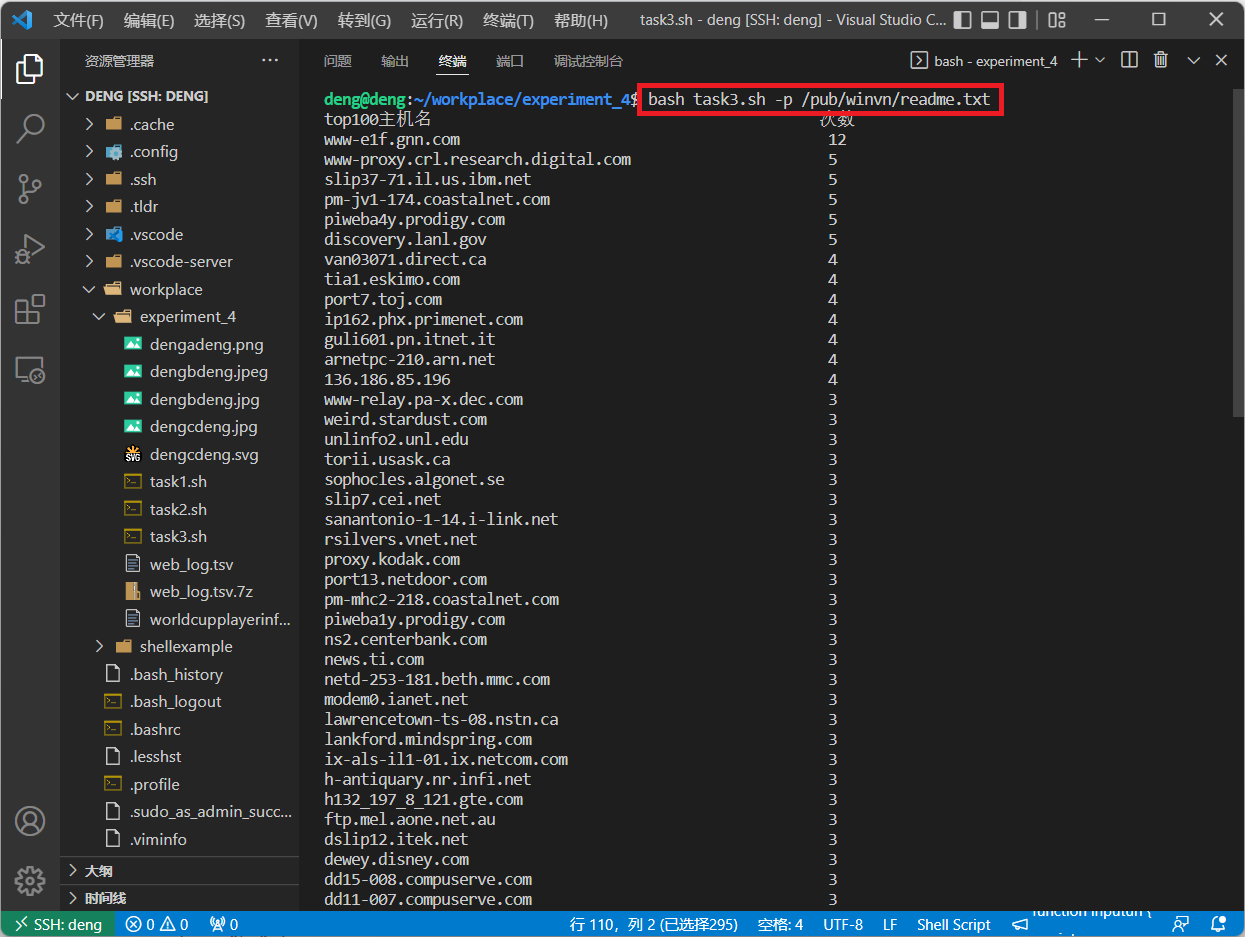 文件(F) 编辑(E) 选择(S) 查看(V) 转到(G) 运行(R) 终端(T) 帮助(H) task3.sh - deng [SSH: deng] - Visual Studio C...
资源管理器 ...
DENG [SSH: DENG]
.cache
.config
.ssh
.tldr
.vscode
.vscode-server
workplace
experiment_4
dengadeng.png
dengbdeng.jpeg
dengbdeng.jpg
dengcdeng.jpg
dengcdeng.svg
task1.sh
task2.sh
task3.sh
web_log.tsv
web_log.tsv.7z
worldcupplayerinf...
shellexample
.bash_history
.bash_logout
.bashrc
.lesshst
.profile
.sudo_as_admin_succ...
.viminfo
大纲
时间线
问题 输出 终端 端口 调试控制台 bash - experiment_4
deng@deng:~/workplace/experiment_4$ bash task3.sh -p /pub/winvn/readme.txt
top100主机名 次数
www-e1f.gnn.com 12
www-proxy.crl.research.digital.com 5
slip37-71.il.us.ibm.net 5
pm-jv1-174.coastalnet.com 5
piweba4y.prodigy.com 5
discovery.lanl.gov 5
van03071.direct.ca 4
tia1.eskimo.com 4
port7.toj.com 4
ip162.phx.primenet.com 4
guli601.pn.itnet.it 4
arnetpc-210.arn.net 4
136.186.85.196 4
www-relay.pa-x.dec.com 3
weird.stardust.com 3
unlinfo2.unl.edu 3
torii.usask.ca 3
sophocles.algonet.se 3
slip7.cei.net 3
sanantonio-1-14.i-link.net 3
rsilvers.vnet.net 3
proxy.kodak.com 3
port13.netdoor.com 3
pm-mhc2-218.coastalnet.com 3
piweba1y.prodigy.com 3
ns2.centerbank.com 3
news.ti.com 3
netd-253-181.beth.mmc.com 3
modem0.ianet.net 3
lawrencetown-ts-08.nstn.ca 3
lankford.mindspring.com 3
ix-als-il1-01.ix.netcom.com 3
h-antiquary.nr.infi.net 3
h132_197_8_121.gte.com 3
ftp.mel.aone.net.au 3
dslip12.itek.net 3
dewey.disney.com 3
dd15-008.compuserve.com 3
dd11-007.compuserve.com 3
SSH: deng 0 0 0 行 110，列 2 (已选择295) 空格: 4 UTF-8 LF Shell Script